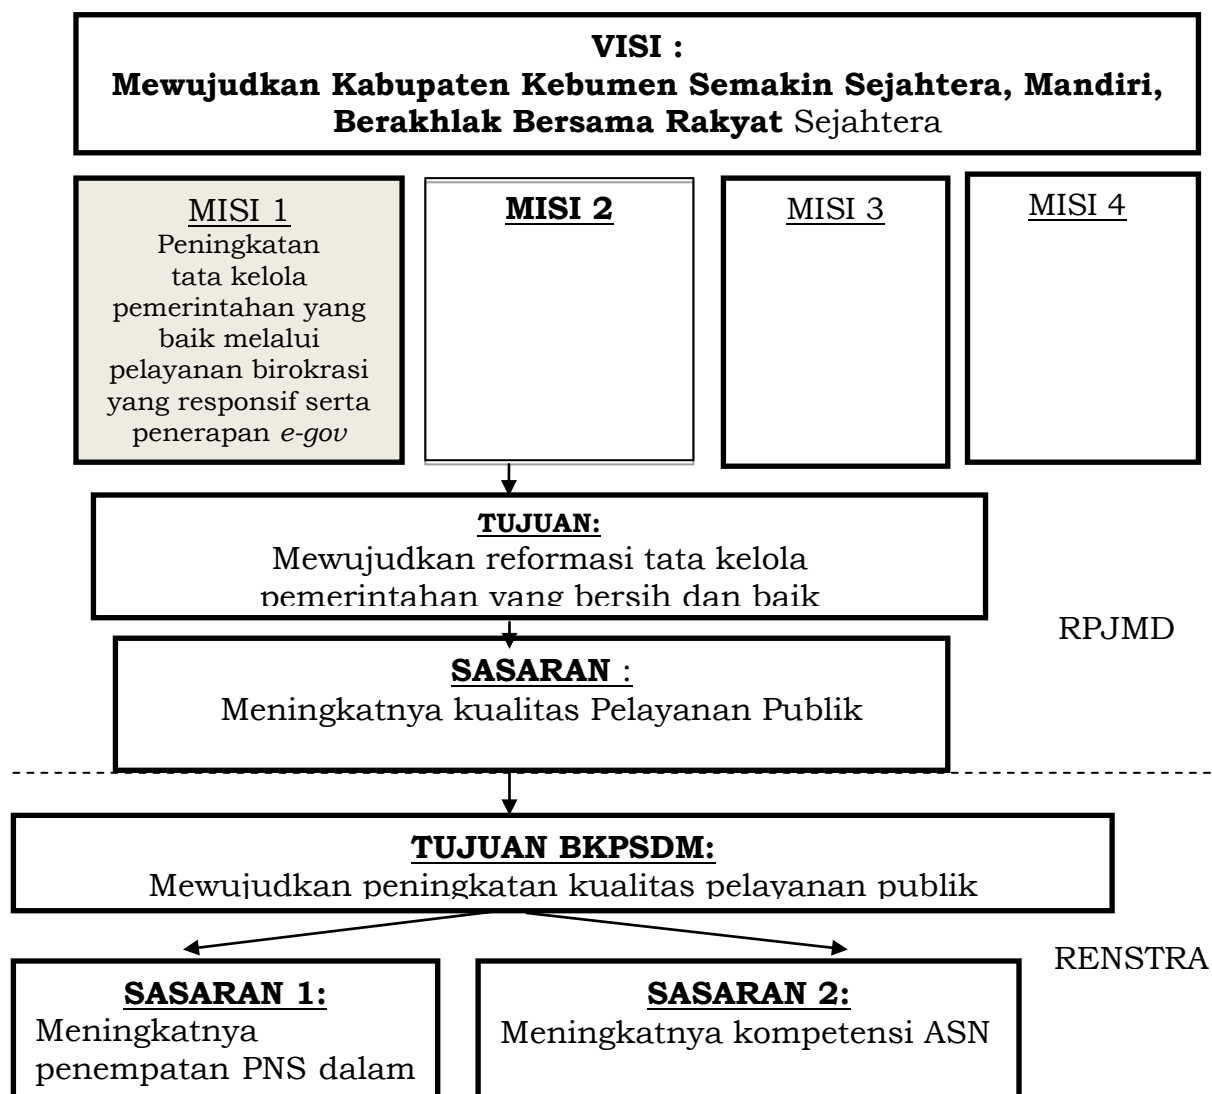 VISI :
Mewujudkan Kabupaten Kebumen Semakin Sejahtera, Mandiri,
Berakhlak Bersama Rakyat Sejahtera
MISI 1
Peningkatan
tata kelola
pemerintahan yang
baik melalui
pelayanan birokrasi
yang responsif serta
penerapan e-gov
MISI 2
MISI 3
MISI 4
TUJUAN:
Mewujudkan reformasi tata kelola
pemerintahan yang bersih dan baik
RPJMD
SASARAN :
Meningkatnya kualitas Pelayanan Publik
TUJUAN BKPSDM:
Mewujudkan peningkatan kualitas pelayanan publik
RENSTRA
SASARAN 1:
Meningkatnya
penempatan PNS dalam
SASARAN 2:
Meningkatnya kompetensi ASN